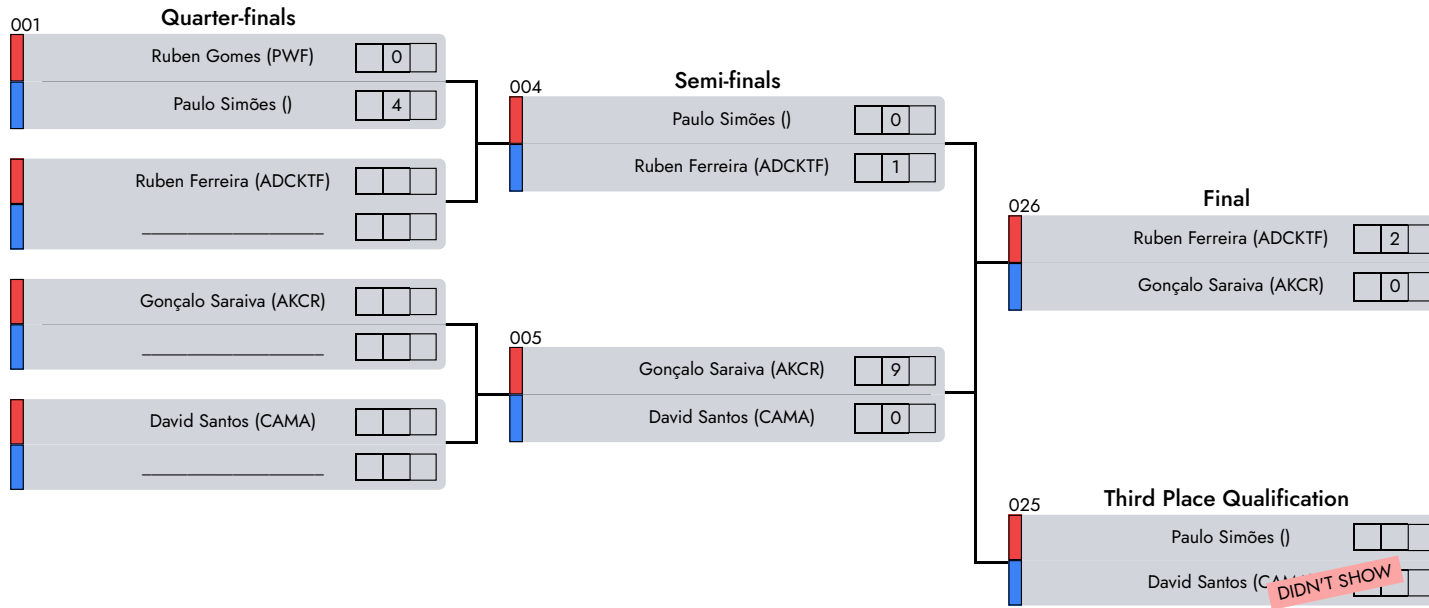 Quarter-finals
001
Ruben Gomes (PWF) 0
Paulo Simões () 4
Ruben Ferreira (ADCKTF)
____________________
Gonçalo Saraiva (AKCR)
____________________
David Santos (CAMA)
____________________
Semi-finals
004
Paulo Simões () 0
Ruben Ferreira (ADCKTF) 1
005
Gonçalo Saraiva (AKCR) 9
David Santos (CAMA) 0
Final
026
Ruben Ferreira (ADCKTF) 2
Gonçalo Saraiva (AKCR) 0
Third Place Qualification
025
Paulo Simões ()
David Santos
DIDN'T SHOW